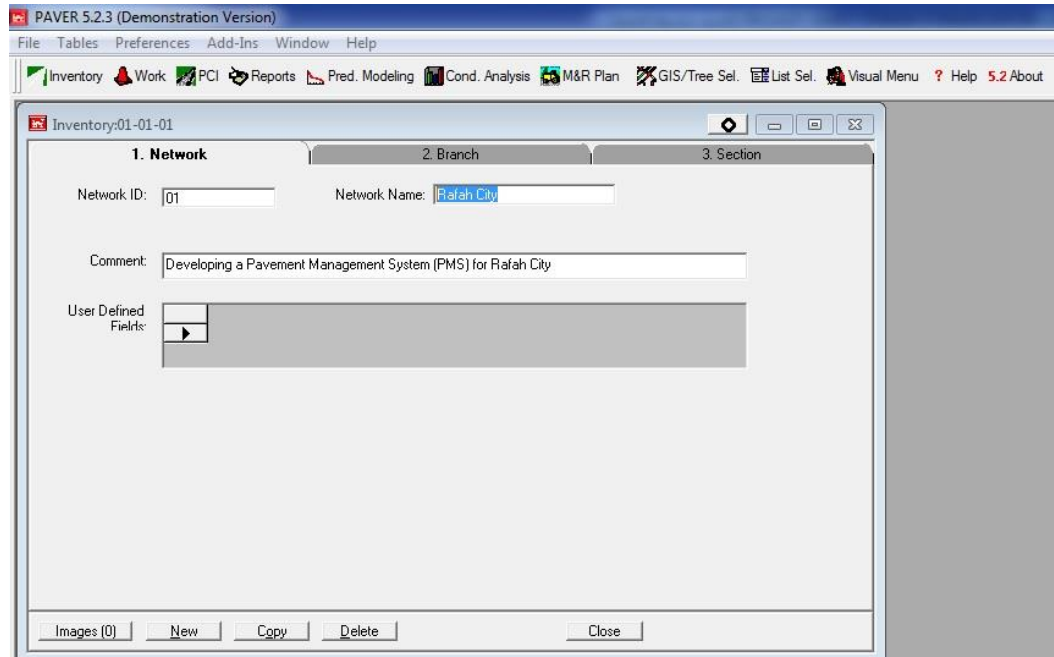 PAVER 5.2.3 (Demonstration Version)
File Tables Preferences Add-Ins Window Help
Inventory Work PCI Reports Pred. Modeling Cond. Analysis M&R Plan GIS/Tree Sel. List Sel. Visual Menu ? Help 5.2 About
Inventory:01-01-01
1. Network 2. Branch 3. Section
Network ID: 01 Network Name: Rafah City
Comment: Developing a Pavement Management System (PMS) for Rafah City
User Defined
Fields:
Images (0) New Copy Delete Close